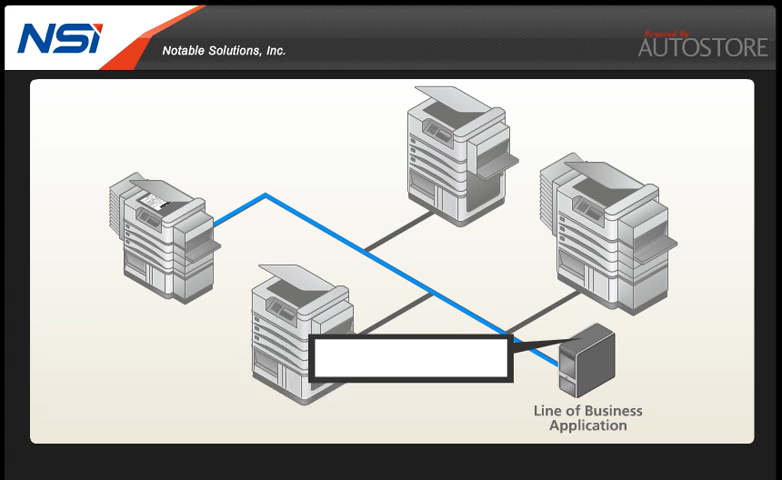 NSi
Notable Solutions, Inc.
Powered By
AUTOSTORE
Line of Business
Application